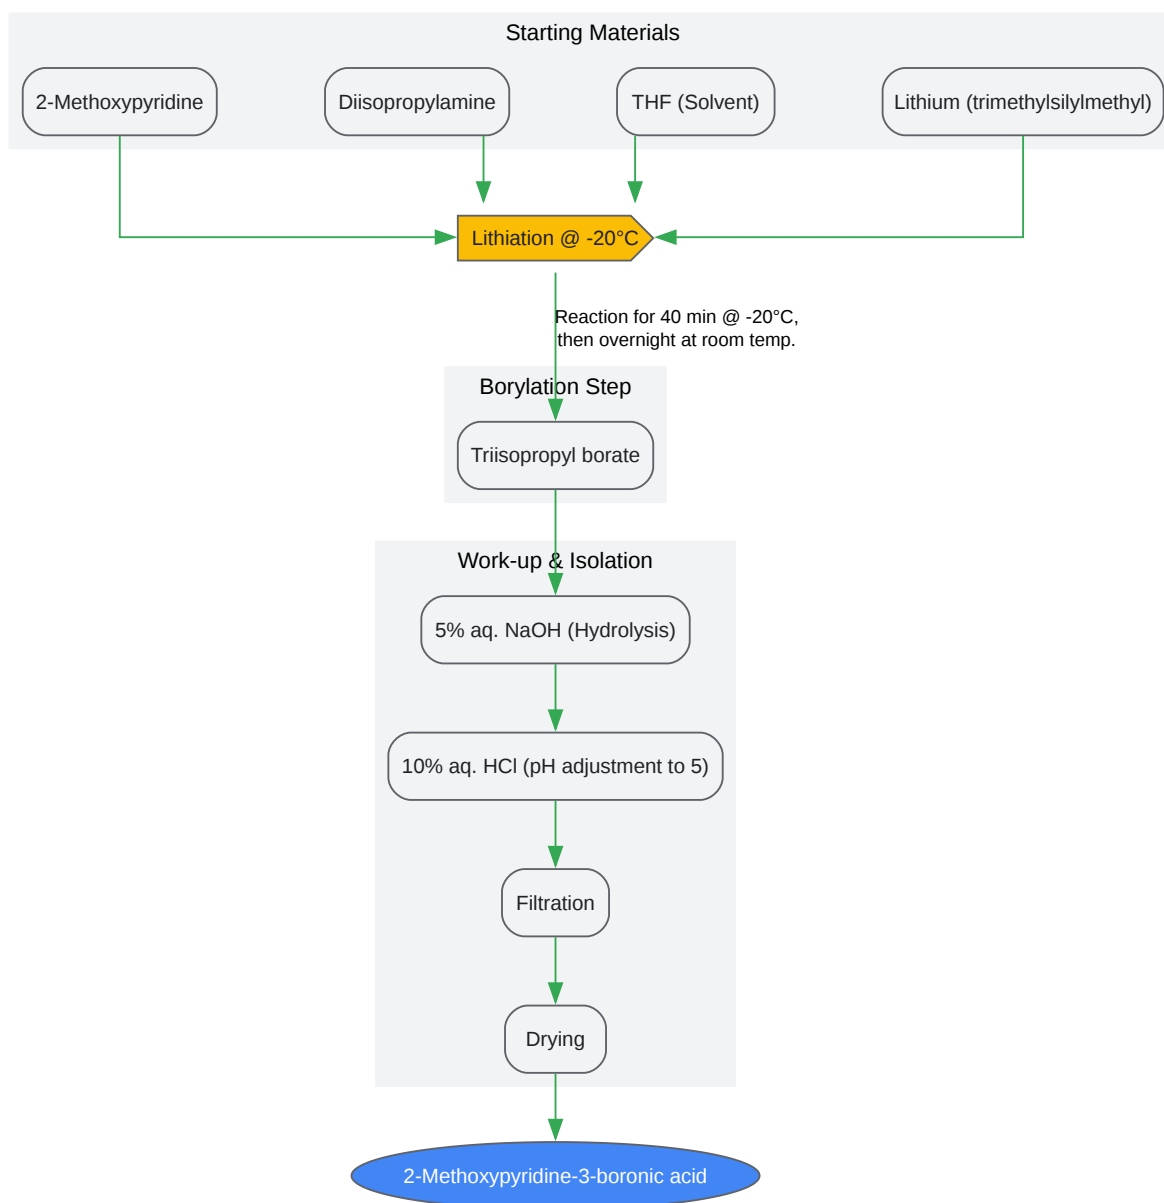 Starting Materials
2-Methoxypyridine
Diisopropylamine
THF (Solvent)
Lithium (trimethylsilylmethyl)
Lithiation @ -20°C
Reaction for 40 min @ -20°C,
then overnight at room temp.
Borylation Step
Triisopropyl borate
Work-up & Isolation
5% aq. NaOH (Hydrolysis)
10% aq. HCl (pH adjustment to 5)
Filtration
Drying
2-Methoxypyridine-3-boronic acid